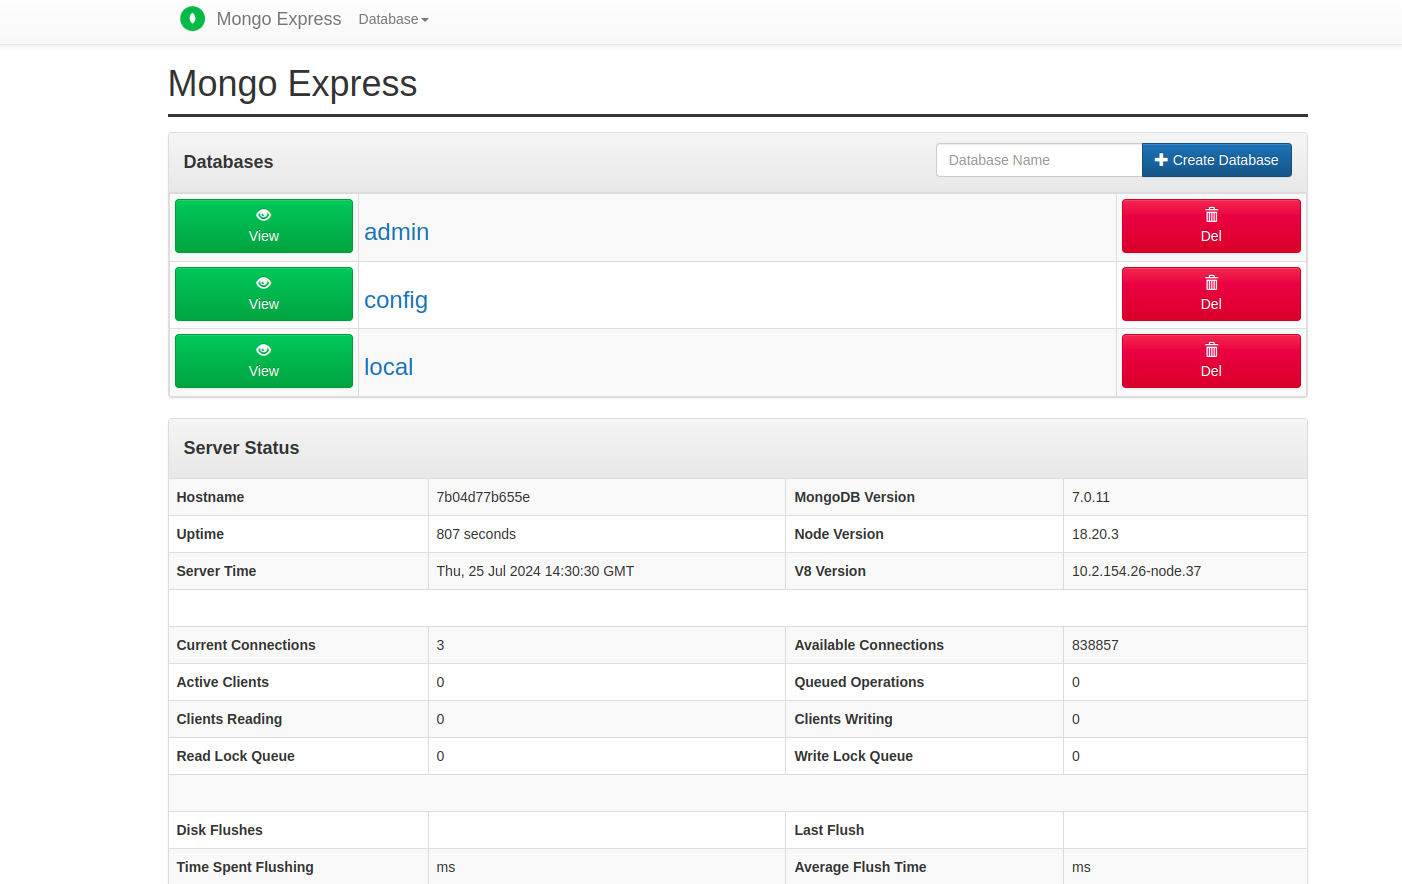 Mongo Express Database
Mongo Express
Databases Database Name Create Database
View admin Del
View config Del
View local Del
Server Status
Hostname 7b04d77b655e MongoDB Version 7.0.11
Uptime 807 seconds Node Version 18.20.3
Server Time Thu, 25 Jul 2024 14:30:30 GMT V8 Version 10.2.154.26-node.37
Current Connections 3 Available Connections 838857
Active Clients 0 Queued Operations 0
Clients Reading 0 Clients Writing 0
Read Lock Queue 0 Write Lock Queue 0
Disk Flushes Last Flush
Time Spent Flushing ms Average Flush Time ms